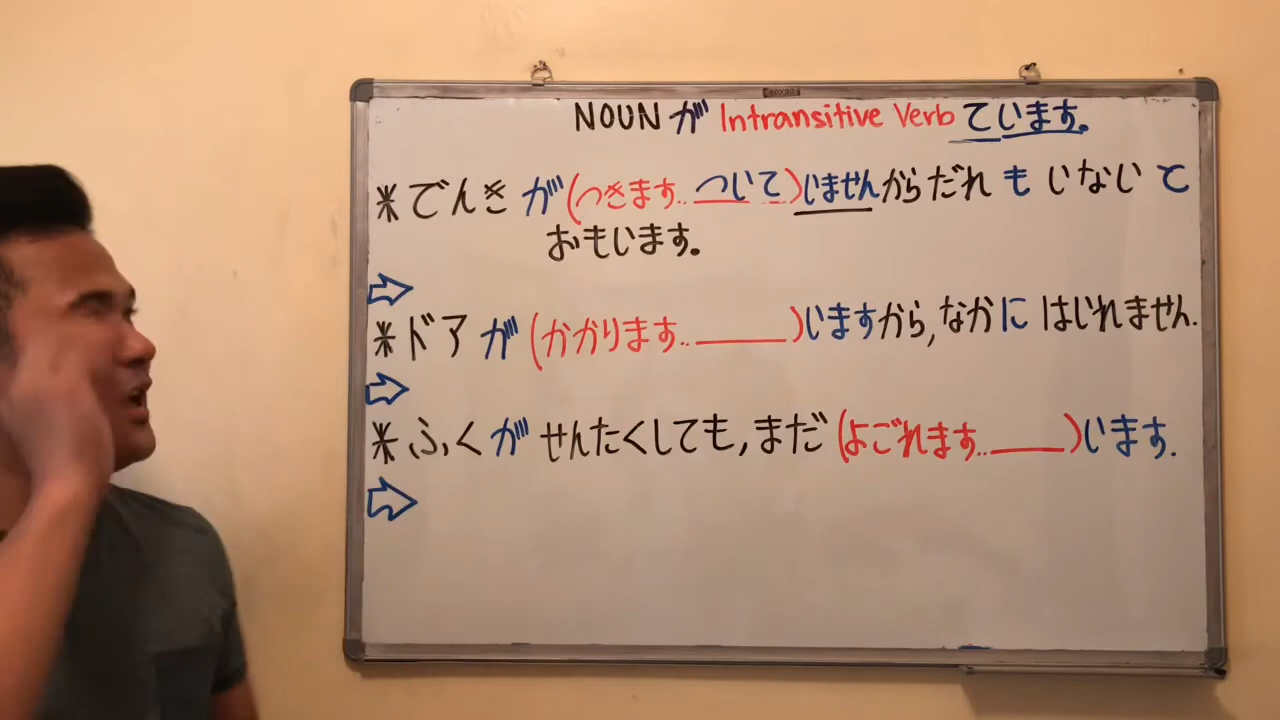 NOUN が Intransitive Verb ています。
* でんき が (つきます.. ついて) いませんからだれ も いない と
おもいます。
⇨
* ドア が (かかります.. ______) いますから, なか に はいれません.
⇨
* ふく が せんたくしても, まだ (よごれます.. ______) います.
⇨